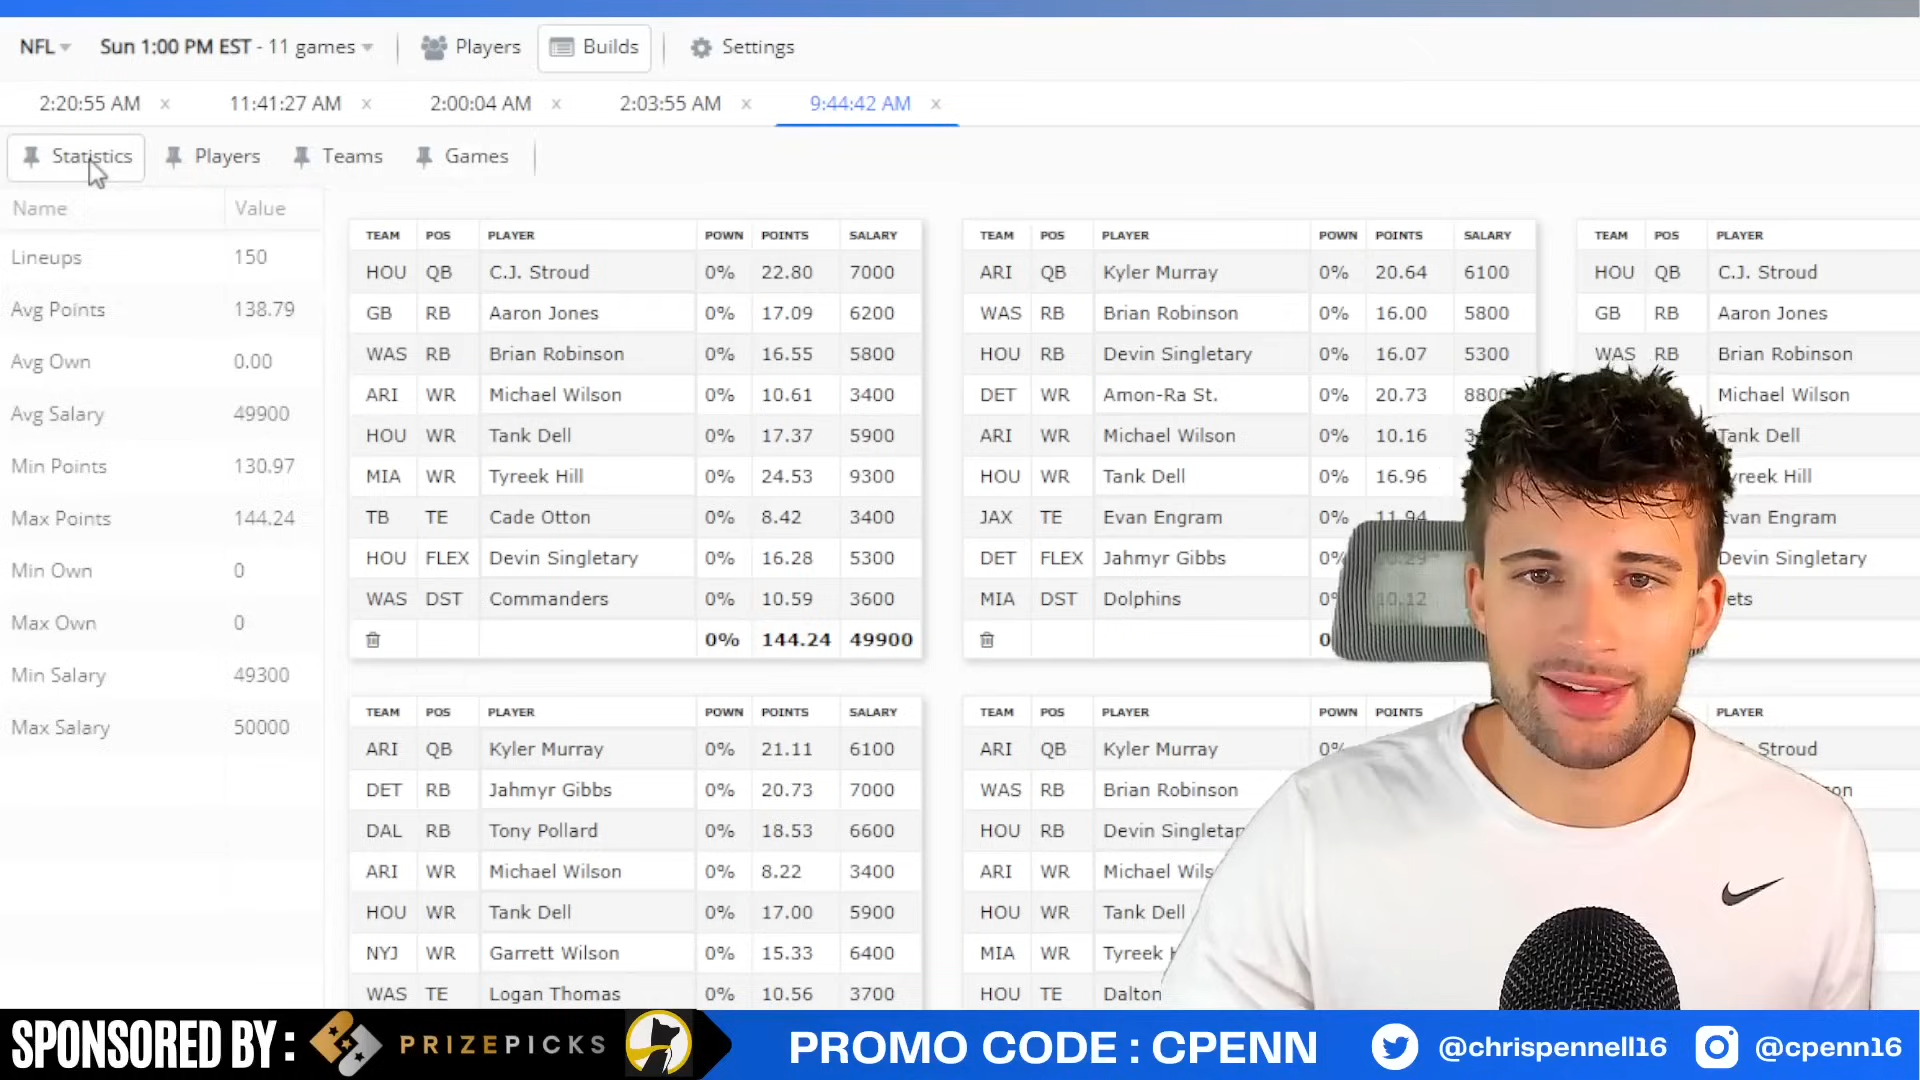 NFL Sun 1:00 PM EST - 11 games Players Builds Settings
2:20:55 AM x 11:41:27 AM x 2:00:04 AM x 2:03:55 AM x 9:44:42 AM x
Statistics Players Teams Games
Name Value
Lineups 150
Avg Points 138.79
Avg Own 0.00
Avg Salary 49900
Min Points 130.97
Max Points 144.24
Min Own 0
Max Own 0
Min Salary 49300
Max Salary 50000
TEAM POS PLAYER POWN POINTS SALARY
HOU QB C.J. Stroud 0% 22.80 7000
GB RB Aaron Jones 0% 17.09 6200
WAS RB Brian Robinson 0% 16.55 5800
ARI WR Michael Wilson 0% 10.61 3400
HOU WR Tank Dell 0% 17.37 5900
MIA WR Tyreek Hill 0% 24.53 9300
TB TE Cade Otton 0% 8.42 3400
HOU FLEX Devin Singletary 0% 16.28 5300
WAS DST Commanders 0% 10.59 3600
0% 144.24 49900
TEAM POS PLAYER POWN POINTS SALARY
ARI QB Kyler Murray 0% 20.64 6100
WAS RB Brian Robinson 0% 16.00 5800
HOU RB Devin Singletary 0% 16.07 5300
DET WR Amon-Ra St. 0% 20.73 8800
ARI WR Michael Wilson 0% 10.16
HOU WR Tank Dell 0% 16.96
JAX TE Evan Engram 0% 11.94
DET FLEX Jahmyr Gibbs 0%
MIA DST Dolphins 10.12
TEAM POS PLAYER
HOU QB C.J. Stroud
GB RB Aaron Jones
WAS RB Brian Robinson
Michael Wilson
Tank Dell
Hill
Engram
Devin Singletary
TEAM POS PLAYER POWN POINTS SALARY
ARI QB Kyler Murray 0% 21.11 6100
DET RB Jahmyr Gibbs 0% 20.73 7000
DAL RB Tony Pollard 0% 18.53 6600
ARI WR Michael Wilson 0% 8.22 3400
HOU WR Tank Dell 0% 17.00 5900
NYJ WR Garrett Wilson 0% 15.33 6400
WAS TE Logan Thomas 0% 10.56 3700
TEAM POS PLAYER POWN POINTS
ARI QB Kyler Murray 0%
WAS RB Brian Robinson
HOU RB Devin
ARI WR Michael
HOU WR Tank Dell
MIA WR
HOU TE Dalton
PLAYER
Stroud
SPONSORED BY : PRIZEPICKS PROMO CODE : CPENN @chrispennell16 @cpenn16